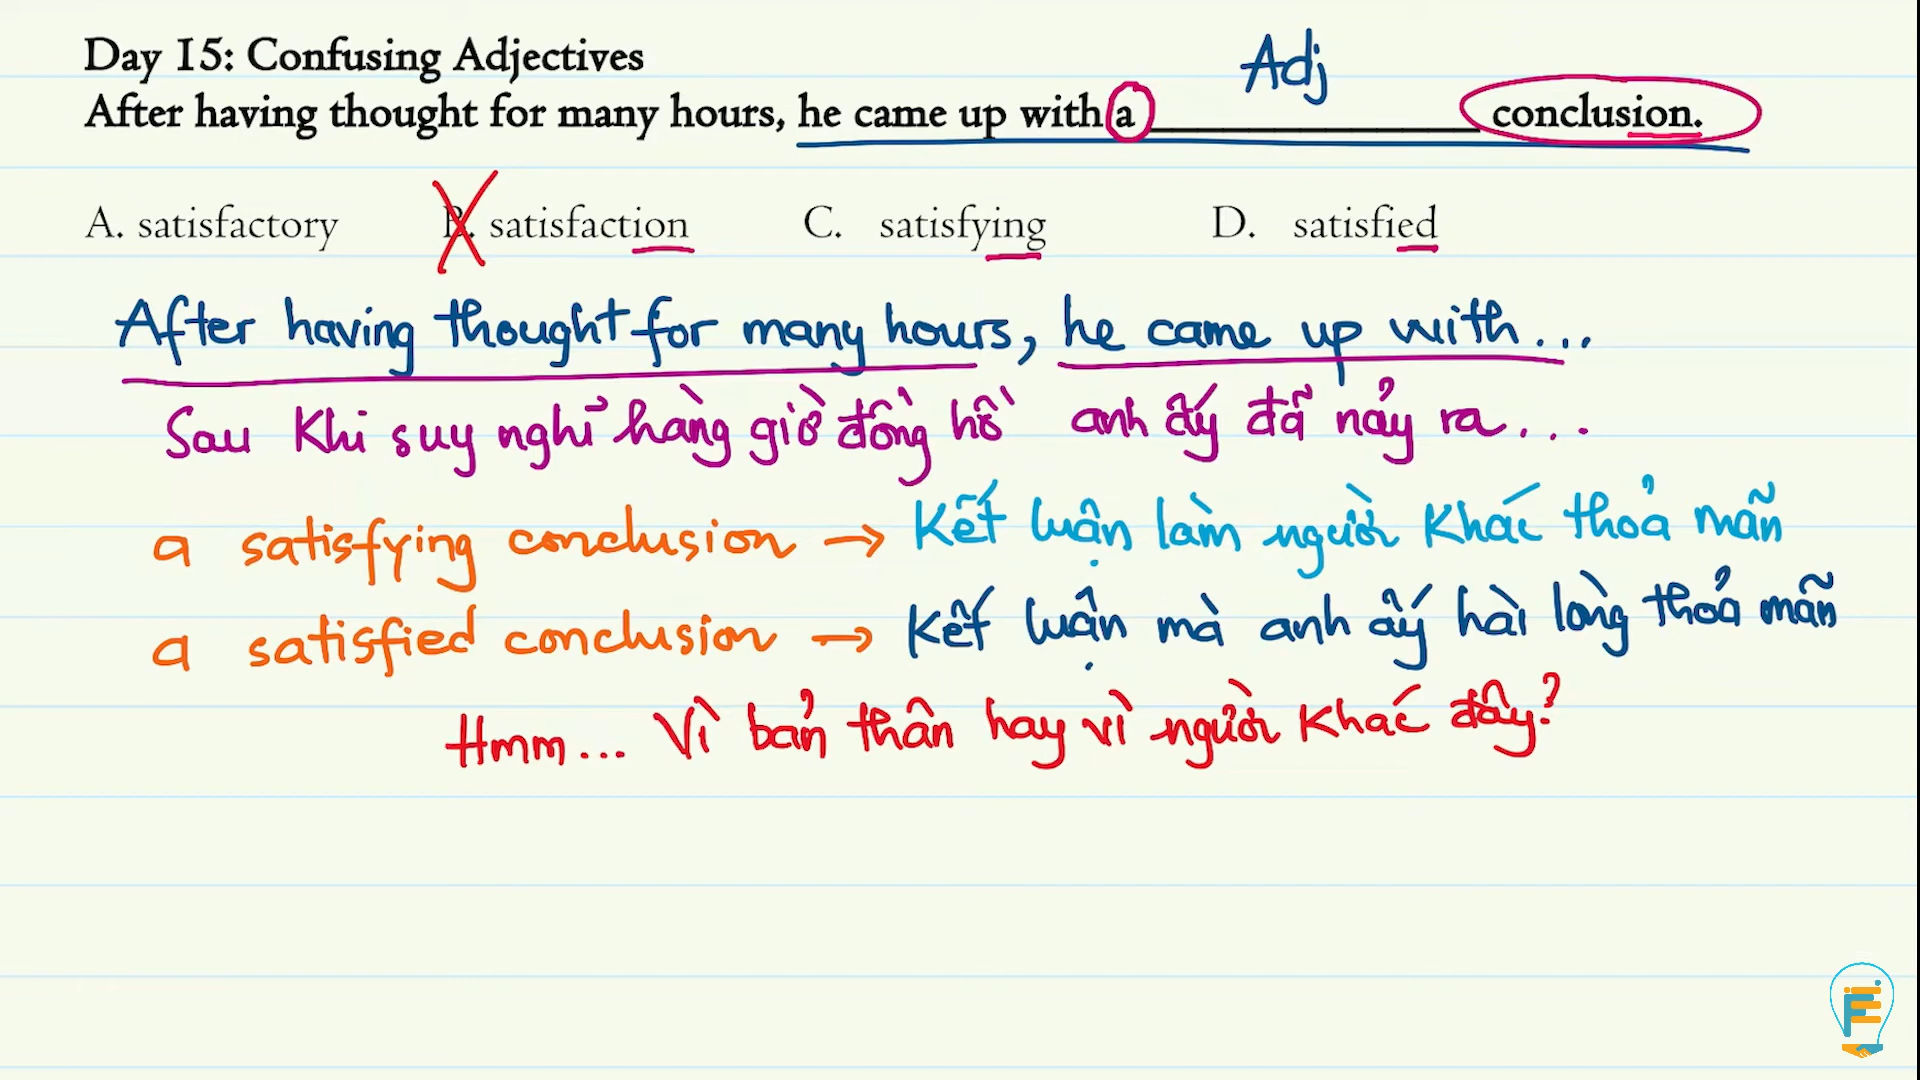 Day 15: Confusing Adjectives
Adj
After having thought for many hours, he came up with a ____________ conclusion.
A. satisfactory B. satisfaction C. satisfying D. satisfied
After having thought for many hours, he came up with...
Sau khi suy nghĩ hàng giờ đồng hồ anh ấy đã nảy ra...
a satisfying conclusion → Kết luận làm người khác thỏa mãn
a satisfied conclusion → Kết luận mà anh ấy hài lòng thỏa mãn
Hmm... Vì bản thân hay vì người khác đây?